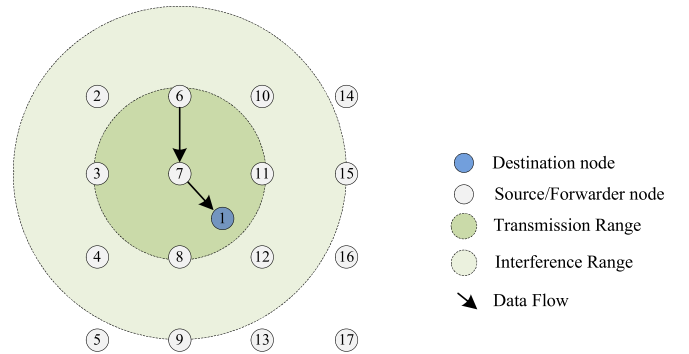 2 6 10 14
3 7 11 15
1
4 8 12 16
5 9 13 17
Destination node
Source/Forwarder node
Transmission Range
Interference Range
Data Flow